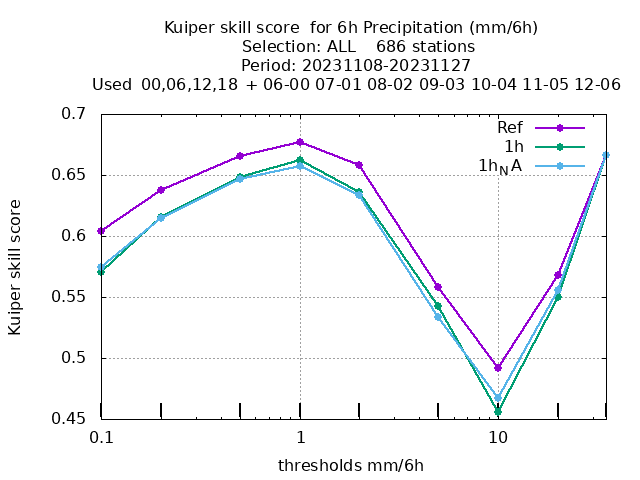 Kuiper skill score  for 6h Precipitation (mm/6h)
Selection: ALL    686 stations
Period: 20231108-20231127
Used  00,06,12,18  + 06-00 07-01 08-02 09-03 10-04 11-05 12-06
0.7
0.65
0.6
0.55
0.5
0.45
Kuiper skill score
Ref
1h
1h_NA
0.1
1
10
thresholds mm/6h